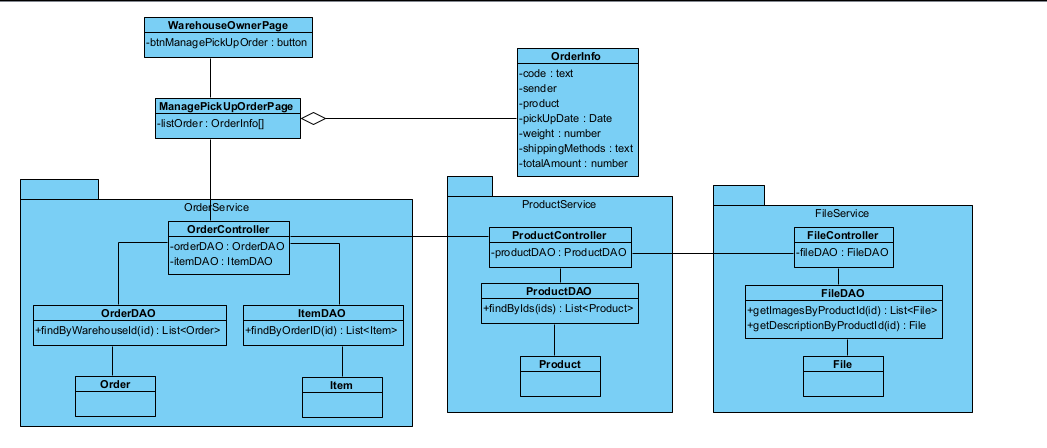 WarehouseOwnerPage
-btnManagePickUpOrder : button
OrderInfo
-code : text
-sender
-product
-pickUpDate : Date
-weight : number
-shippingMethods : text
-totalAmount : number
ManagePickUpOrderPage
-listOrder : OrderInfo[]
OrderService
OrderController
-orderDAO : OrderDAO
-itemDAO : ItemDAO
OrderDAO
+findByWarehouseId(id) : List<Order>
ItemDAO
+findByOrderID(id) : List<Item>
Order
Item
ProductService
ProductController
-productDAO : ProductDAO
ProductDAO
+findByIds(ids) : List<Product>
Product
FileService
FileController
-fileDAO : FileDAO
FileDAO
+getImagesByProductId(id) : List<File>
+getDescriptionByProductId(id) : File
File